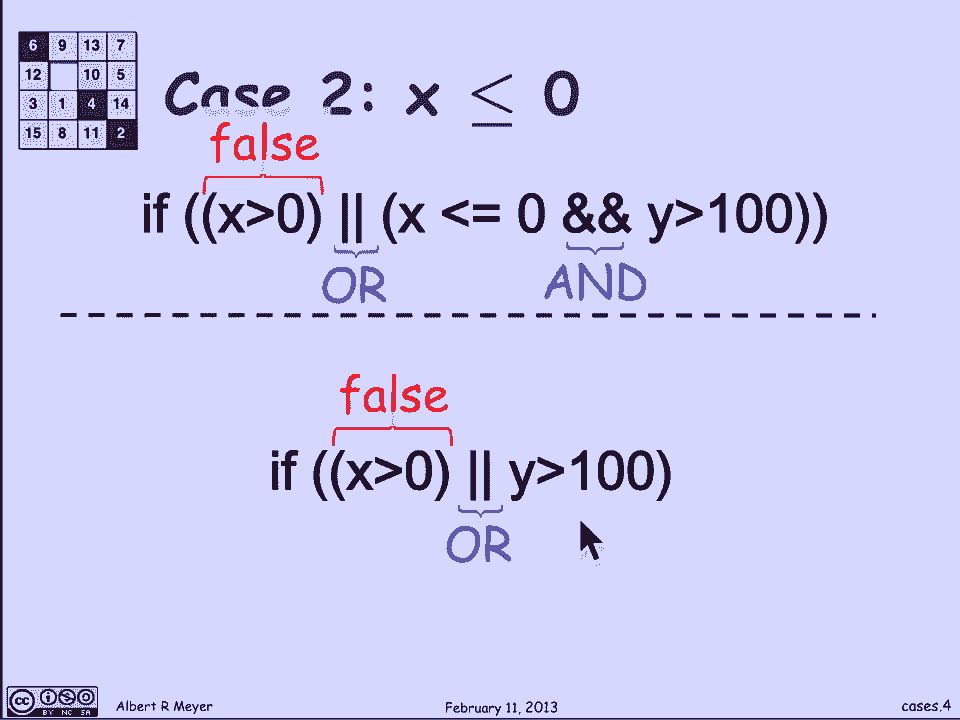 6 9 13 7
12 10 5
3 1 4 14
15 8 11 2
Case 2: x ≤ 0
false
if ((x>0) || (x <= 0 && y>100))
OR AND
false
if ((x>0) || y>100)
OR
cc BY NC SA
Albert R Meyer February 11, 2013 cases.4